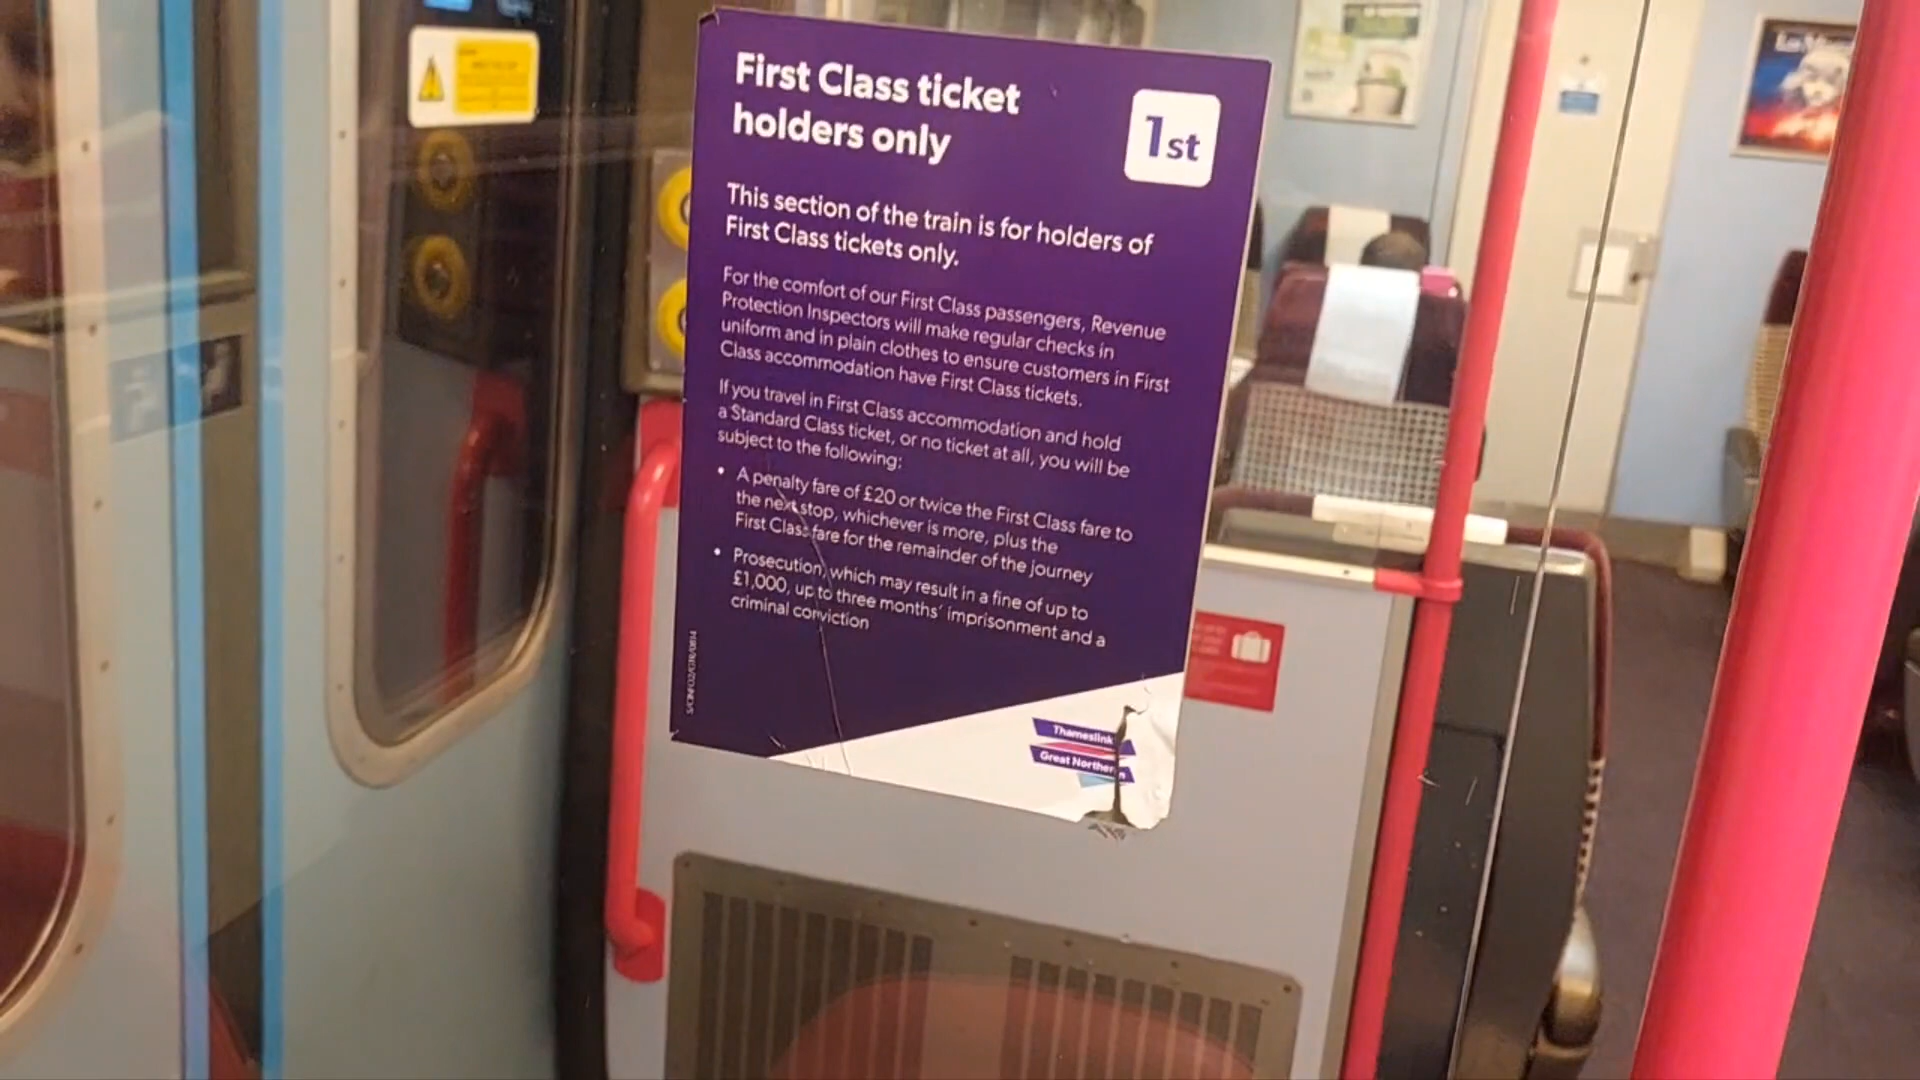 First Class ticket
holders only
1st
This section of the train is for holders of
First Class tickets only.
For the comfort of our First Class passengers, Revenue
Protection Inspectors will make regular checks in
uniform and in plain clothes to ensure customers in First
Class accommodation have First Class tickets.
If you travel in First Class accommodation and hold
a Standard Class ticket, or no ticket at all, you will be
subject to the following:
• A penalty fare of £20 or twice the First Class fare to
the next stop, whichever is more, plus the
First Class fare for the remainder of the journey
• Prosecution, which may result in a fine of up to
£1,000, up to three months' imprisonment and a
criminal conviction
Thameslink
Great Northern